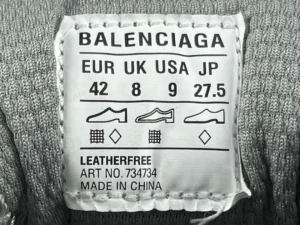 BALENCIAGA
EUR UK USA JP
42 8 9 27.5
LEATHERFREE
ART NO. 734734
MADE IN CHINA